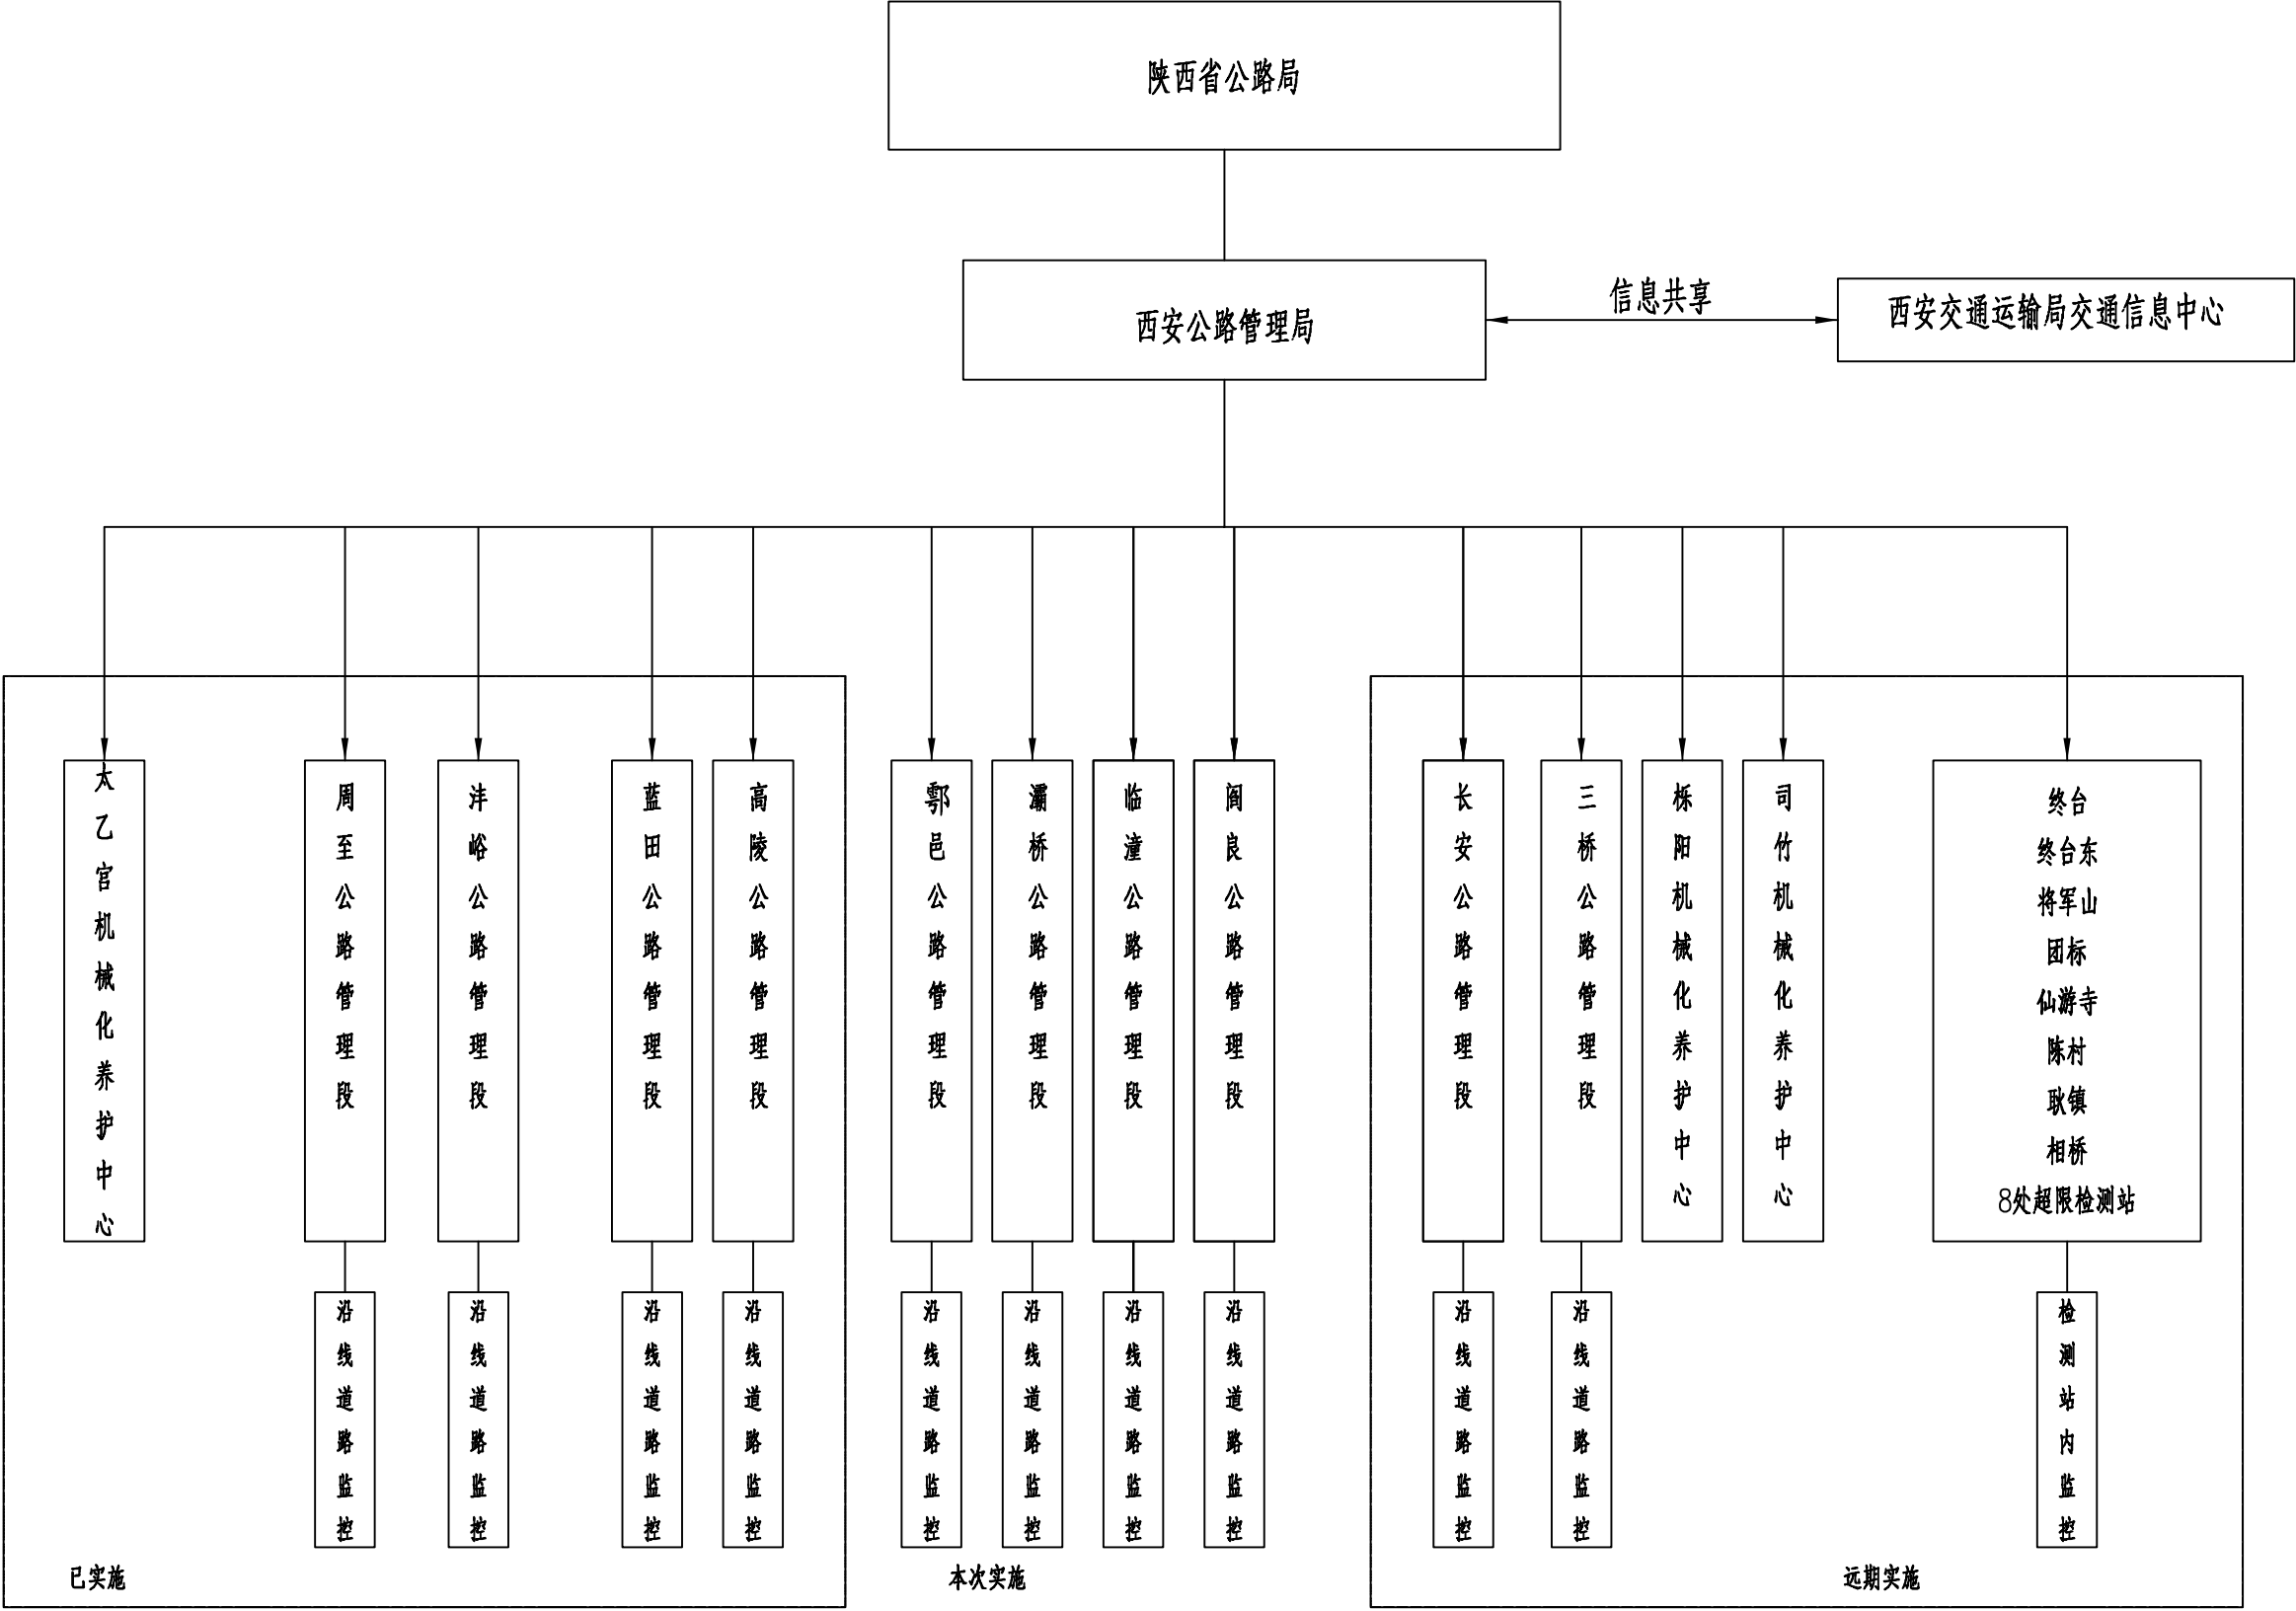 陕西省公路局
西安公路管理局
信息共享
西安交通运输局交通信息中心
太乙宫机械化养护中心
周至公路管理段
沣峪公路管理段
蓝田公路管理段
高陵公路管理段
鄠邑公路管理段
灞桥公路管理段
临潼公路管理段
阎良公路管理段
长安公路管理段
三桥公路管理段
栎阳机械化养护中心
司竹机械化养护中心
终台
终台东
将军山
团标
仙游寺
陈村
耿镇
相桥
8处超限检测站
沿线道路监控
沿线道路监控
沿线道路监控
沿线道路监控
沿线道路监控
沿线道路监控
沿线道路监控
沿线道路监控
沿线道路监控
沿线道路监控
检测站内监控
已实施
本次实施
远期实施